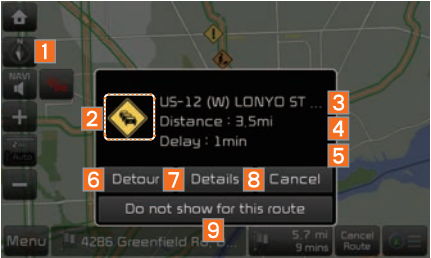 1
NAVI
2
US-12 (W) LONYO ST ...
3
Distance : 3.5mi
4
Delay : 1min
5
Auto
6
Detour
7
Details
8
Cancel
Do not show for this route
9
Menu
4286 Greenfield Rd,
5.7 mi
9 mins
Cancel
Route